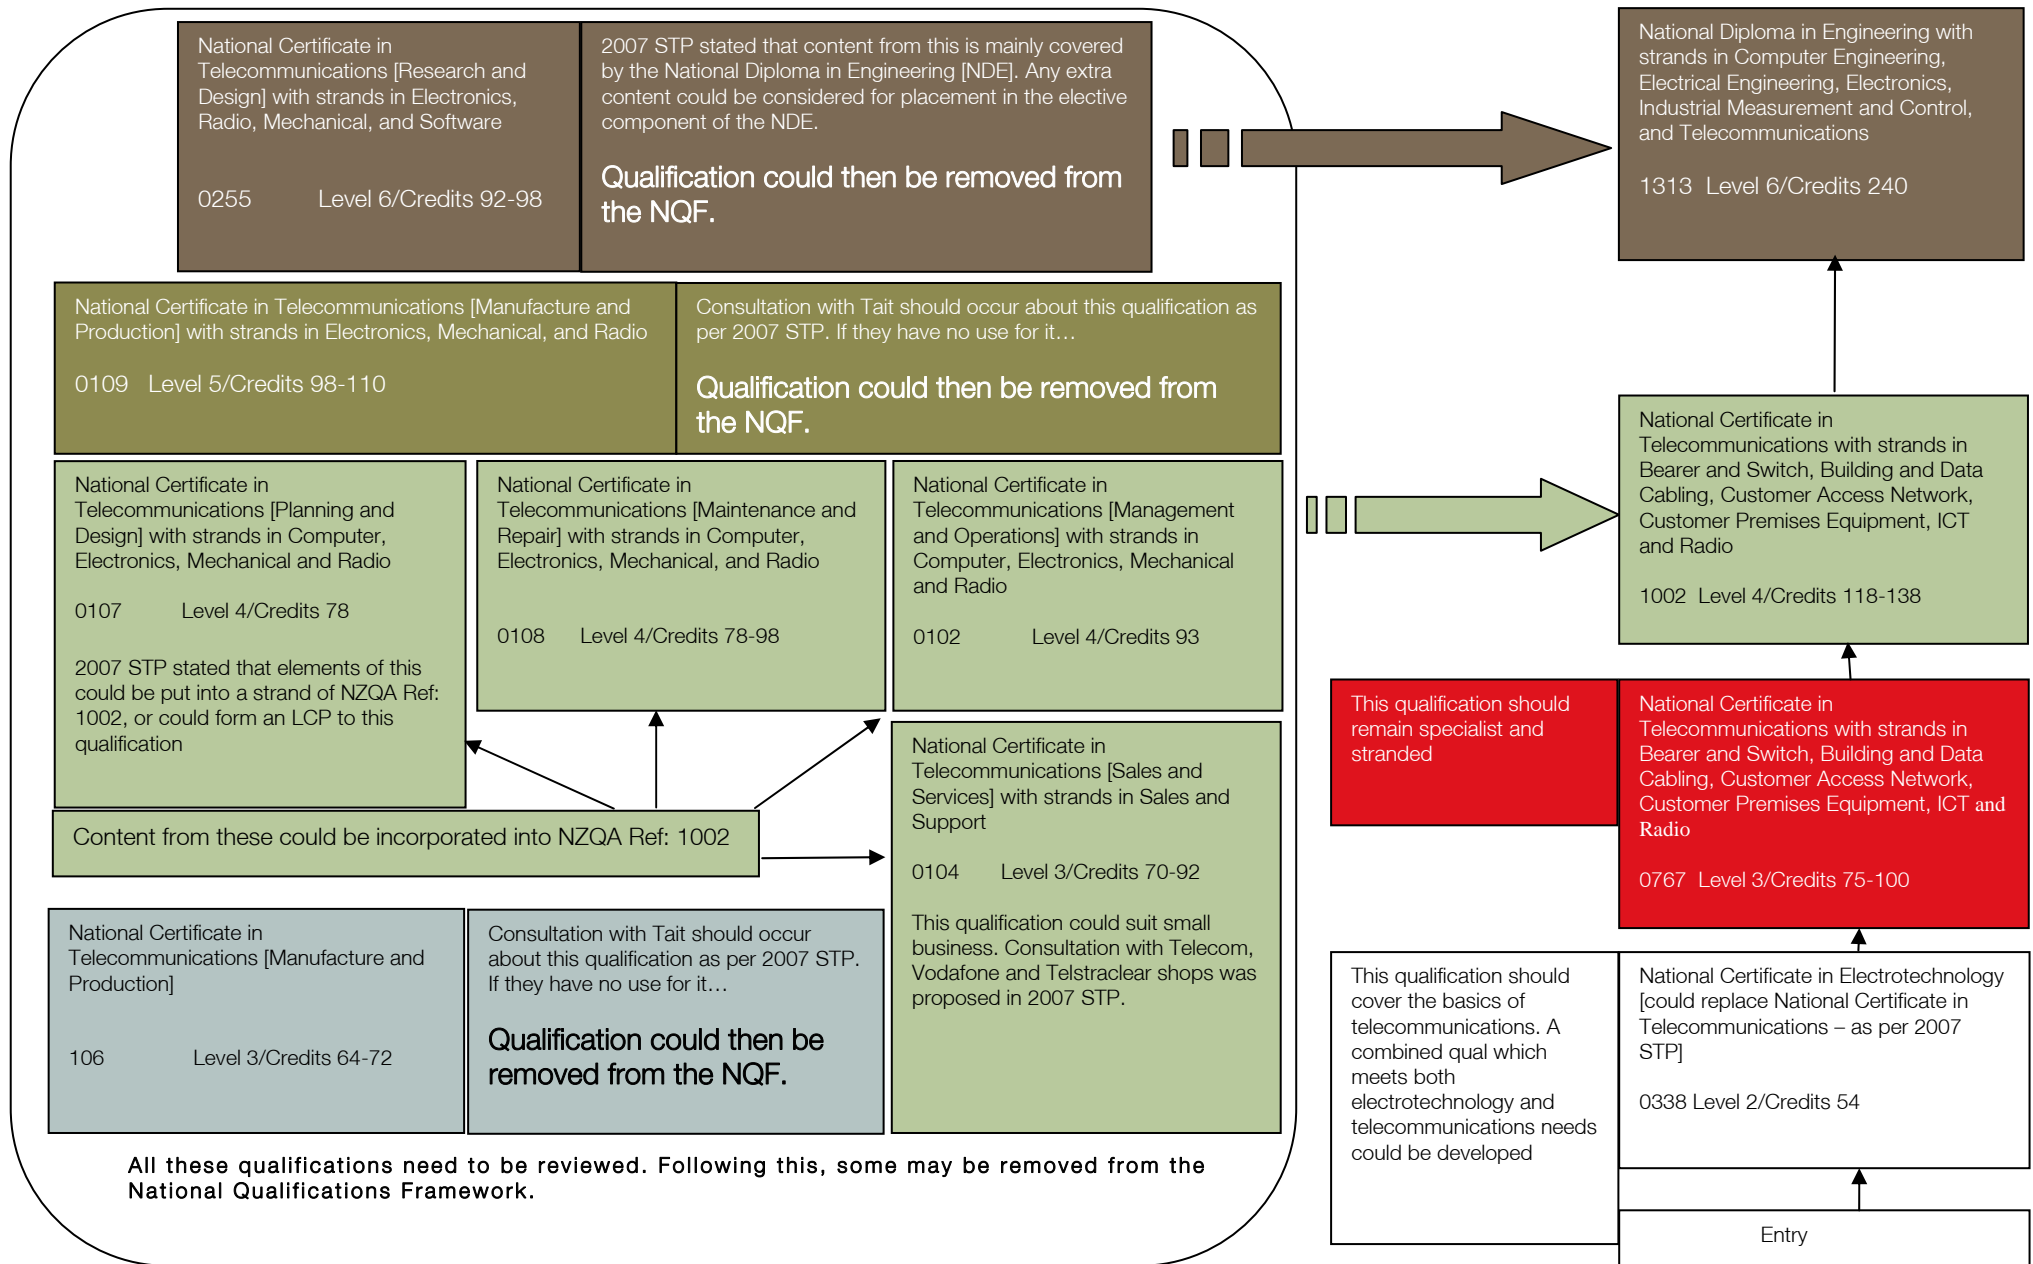 National Certificate in
Telecommunications [Research and
Design] with strands in Electronics,
Radio, Mechanical, and Software
0255 Level 6/Credits 92-98
2007 STP stated that content from this is mainly covered
by the National Diploma in Engineering [NDE]. Any extra
content could be considered for placement in the elective
component of the NDE.
Qualification could then be removed from
the NQF.
National Diploma in Engineering with
strands in Computer Engineering,
Electrical Engineering, Electronics,
Industrial Measurement and Control,
and Telecommunications
1313 Level 6/Credits 240
National Certificate in Telecommunications [Manufacture and
Production] with strands in Electronics, Mechanical, and Radio
0109 Level 5/Credits 98-110
Consultation with Tait should occur about this qualification as
per 2007 STP. If they have no use for it…
Qualification could then be removed from
the NQF.
National Certificate in
Telecommunications [Planning and
Design] with strands in Computer,
Electronics, Mechanical and Radio
0107 Level 4/Credits 78
2007 STP stated that elements of this
could be put into a strand of NZQA Ref:
1002, or could form an LCP to this
qualification
National Certificate in
Telecommunications [Maintenance and
Repair] with strands in Computer,
Electronics, Mechanical, and Radio
0108 Level 4/Credits 78-98
National Certificate in
Telecommunications [Management
and Operations] with strands in
Computer, Electronics, Mechanical
and Radio
0102 Level 4/Credits 93
National Certificate in
Telecommunications with strands in
Bearer and Switch, Building and Data
Cabling, Customer Access Network,
Customer Premises Equipment, ICT
and Radio
1002 Level 4/Credits 118-138
Content from these could be incorporated into NZQA Ref: 1002
National Certificate in
Telecommunications [Sales and
Services] with strands in Sales and
Support
0104 Level 3/Credits 70-92
This qualification could suit small
business. Consultation with Telecom,
Vodafone and Telstraclear shops was
proposed in 2007 STP.
This qualification should
remain specialist and
stranded
National Certificate in
Telecommunications with strands in
Bearer and Switch, Building and Data
Cabling, Customer Access Network,
Customer Premises Equipment, ICT and
Radio
0767 Level 3/Credits 75-100
National Certificate in
Telecommunications [Manufacture and
Production]
106 Level 3/Credits 64-72
Consultation with Tait should occur
about this qualification as per 2007 STP.
If they have no use for it…
Qualification could then be
removed from the NQF.
This qualification should
cover the basics of
telecommunications. A
combined qual which
meets both
electrotechnology and
telecommunications needs
could be developed
National Certificate in Electrotechnology
[could replace National Certificate in
Telecommunications – as per 2007
STP]
0338 Level 2/Credits 54
All these qualifications need to be reviewed. Following this, some may be removed from the
National Qualifications Framework.
Entry